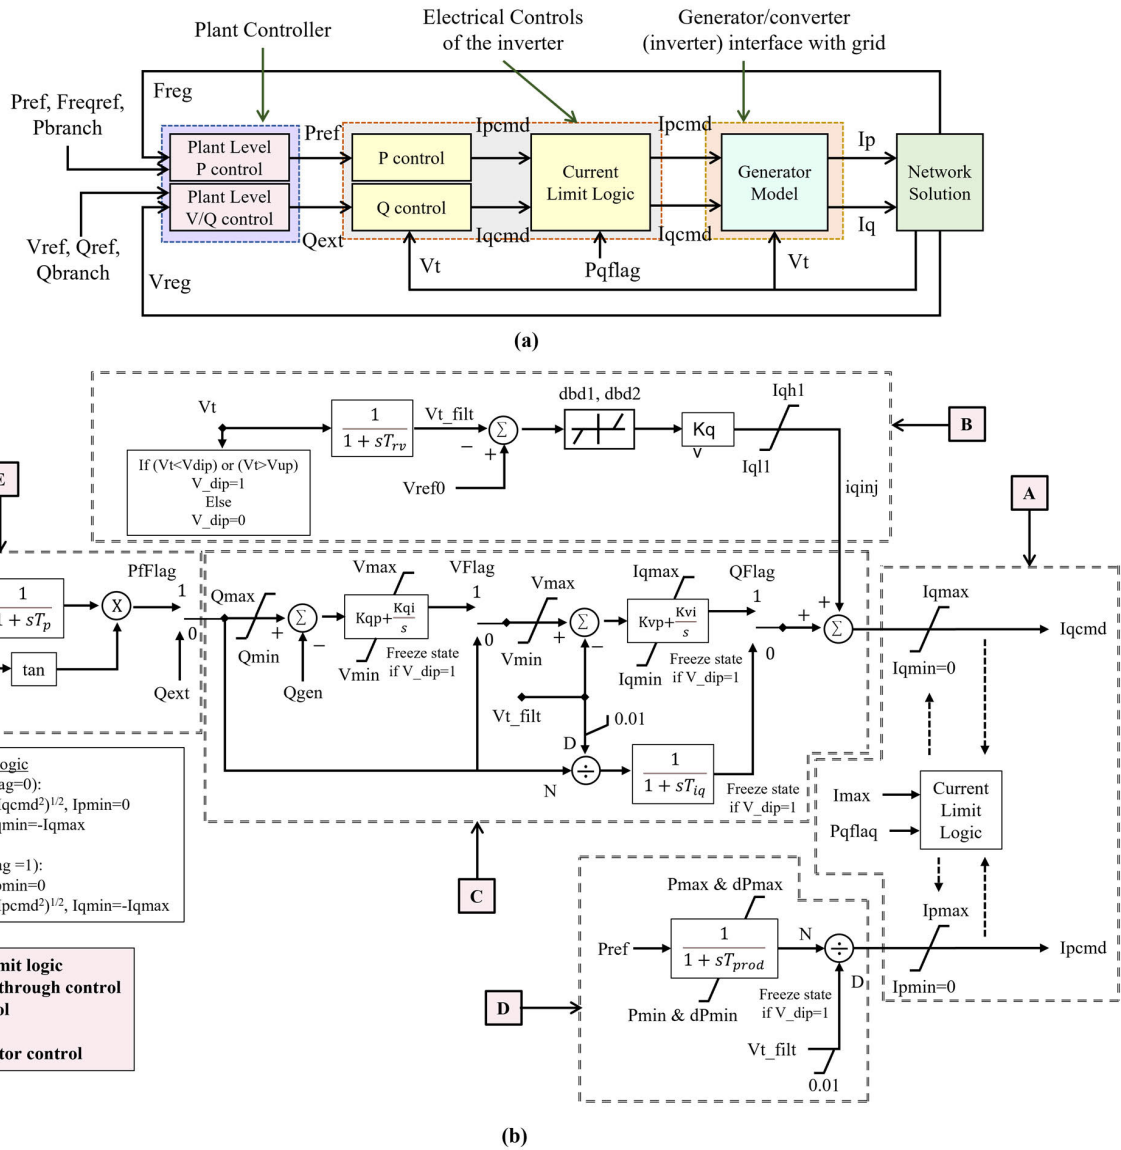 Plant Controller
Electrical Controls
of the inverter
Generator/converter
(inverter) interface with grid
Freg
Pref, Freqref,
Pbranch
Plant Level
P control
Plant Level
V/Q control
Pref
Qext
P control
Q control
Ipcmd
Iqcmd
Current
Limit Logic
Ipcmd
Iqcmd
Generator
Model
Ip
Iq
Network
Solution
Vref, Qref,
Qbranch
Vreg
Vt
Pqflag
Vt
(a)
Vt
1
1 + sTrv
Vt_filt
−
+
Σ
Vref0
dbd1, dbd2
Kq
v
Iqh1
Iql1
iqinj
B
If (Vt<Vdip) or (Vt>Vup)
V_dip=1
Else
V_dip=0
E
A
1
1 + sTp
X
tan
PfFlag
1
0
Qext
Qmax
Qmin
+
−
Σ
Qgen
Vmax
Kqp+Kqi/s
Vmin
Freeze state
if V_dip=1
VFlag
1
0
Vmax
Vmin
+
−
Σ
Vt_filt
0.01
Iqmax
Kvp+Kvi/s
Iqmin
Freeze state
if V_dip=1
QFlag
1
0
+
+
Σ
D
N
÷
1
1 + sTiq
Freeze state
if V_dip=1
Iqmax
Iqmin=0
Iqcmd
Imax
Pqflaq
Current
Limit
Logic
Ipmax
Ipmin=0
Ipcmd
C
ogic
ag=0):
Iqcmd²)¹/², Ipmin=0
qmin=-Iqmax
ag =1):
pmin=0
Ipcmd²)¹/², Iqmin=-Iqmax
mit logic
through control
ol
tor control
D
Pref
Pmax & dPmax
1
1 + sTprod
Pmin & dPmin
N
÷
D
Freeze state
if V_dip=1
Vt_filt
0.01
(b)